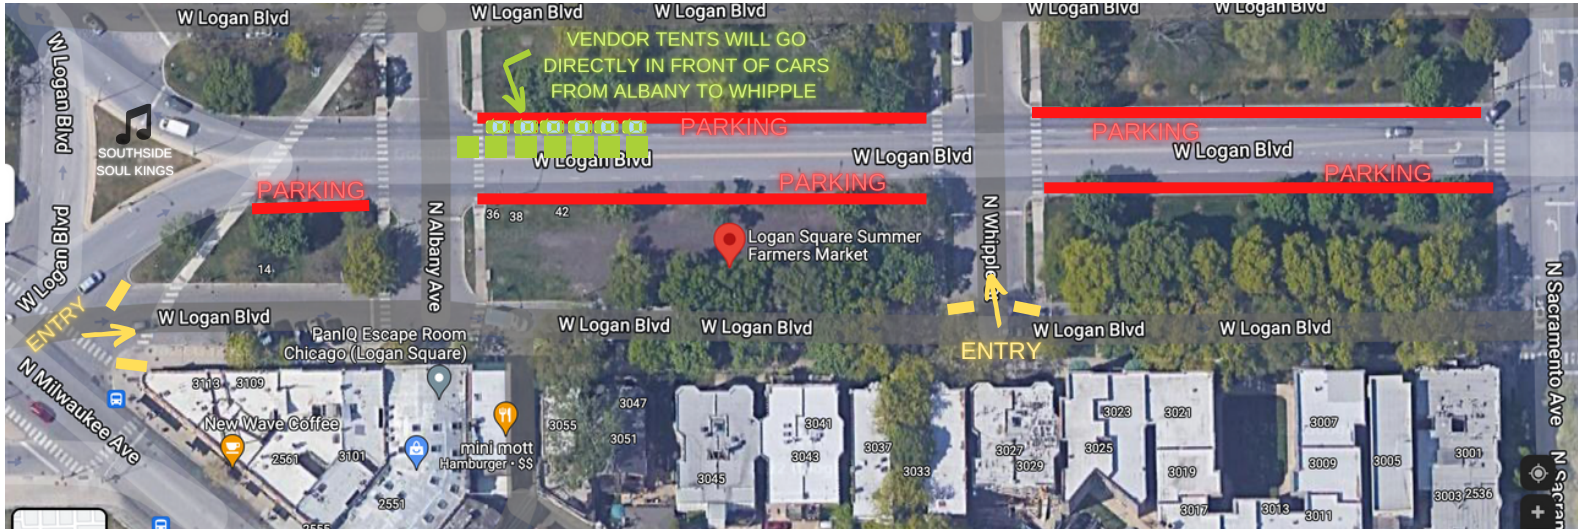 W Logan Blvd
W Logan Blvd
W Logan Blvd
W Logan Blvd
W Logan Blvd
W Logan Blvd
VENDOR TENTS WILL GO
DIRECTLY IN FRONT OF CARS
FROM ALBANY TO WHIPPLE
SOUTHSIDE
SOUL KINGS
PARKING
PARKING
W Logan Blvd
W Logan Blvd
W Logan Blvd
PARKING
PARKING
PARKING
36
38
42
W Logan Blvd
W Logan Blvd
N Albany Ave
N Whipple
Logan Square Summer
Farmers Market
14
N Sacramento Ave
ENTRY
W Logan Blvd
W Logan Blvd
W Logan Blvd
W Logan Blvd
W Logan Blvd
ENTRY
PanIQ Escape Room
Chicago (Logan Square)
N Milwaukee Ave
3113
3109
New Wave Coffee
2561
3101
2551
mini mott
Hamburger • $$
3055
3047
3051
3045
3041
3043
3037
3033
3027
3029
3023
3025
3021
3019
3017
3013
3011
3007
3009
3005
3001
3003
2536
2555
N Sacran